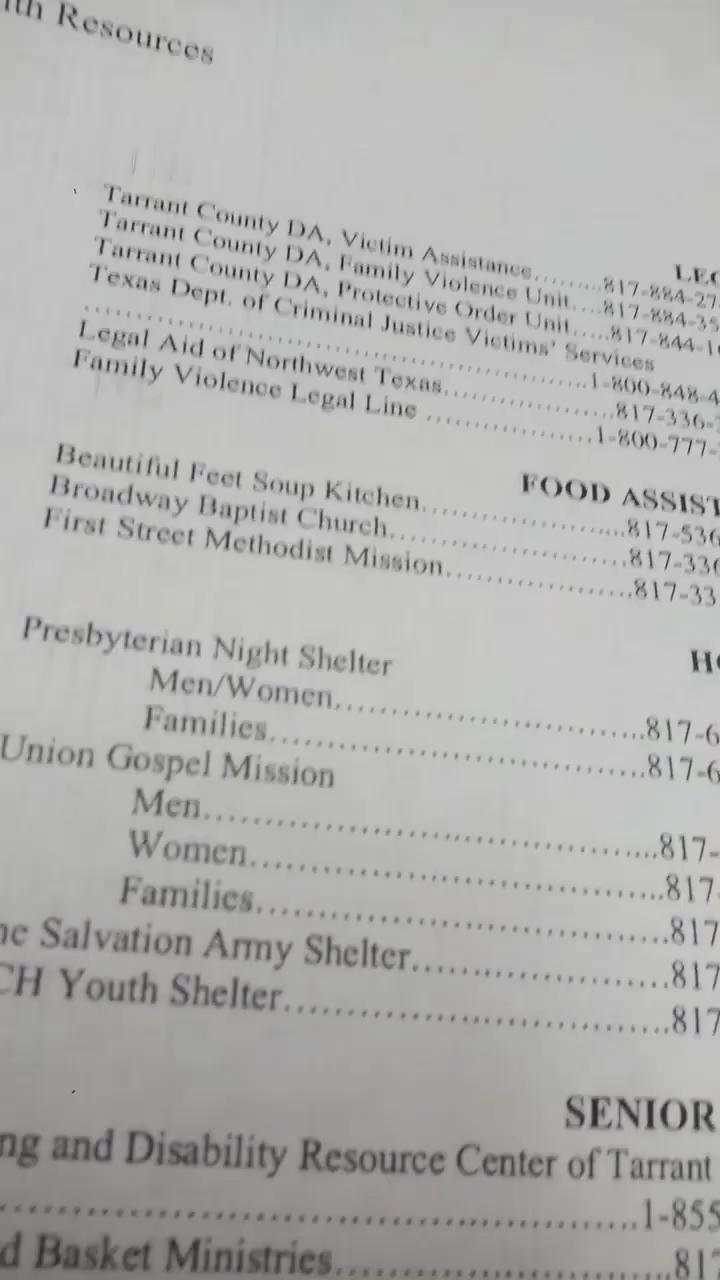 Resources
LEG
Tarrant County DA, Victim Assistance.........817-884-27
Tarrant County DA, Family Violence Unit....817-884-35
Tarrant County DA, Protective Order Unit.....817-844-1
Texas Dept. of Criminal Justice Victims' Services
..........1-800-848-4
Legal Aid of Northwest Texas..........817-336-
Family Violence Legal Line ..........1-800-777-
FOOD ASSIST
Beautiful Feet Soup Kitchen..........817-536
Broadway Baptist Church..........817-336
First Street Methodist Mission..........817-33
HO
Presbyterian Night Shelter
Men/Women..........817-6
Families..........817-6
Union Gospel Mission
Men..........817-
Women..........817
Families..........817
he Salvation Army Shelter..........817
CH Youth Shelter..........817
SENIOR
ng and Disability Resource Center of Tarrant
..........1-855
d Basket Ministries..........817